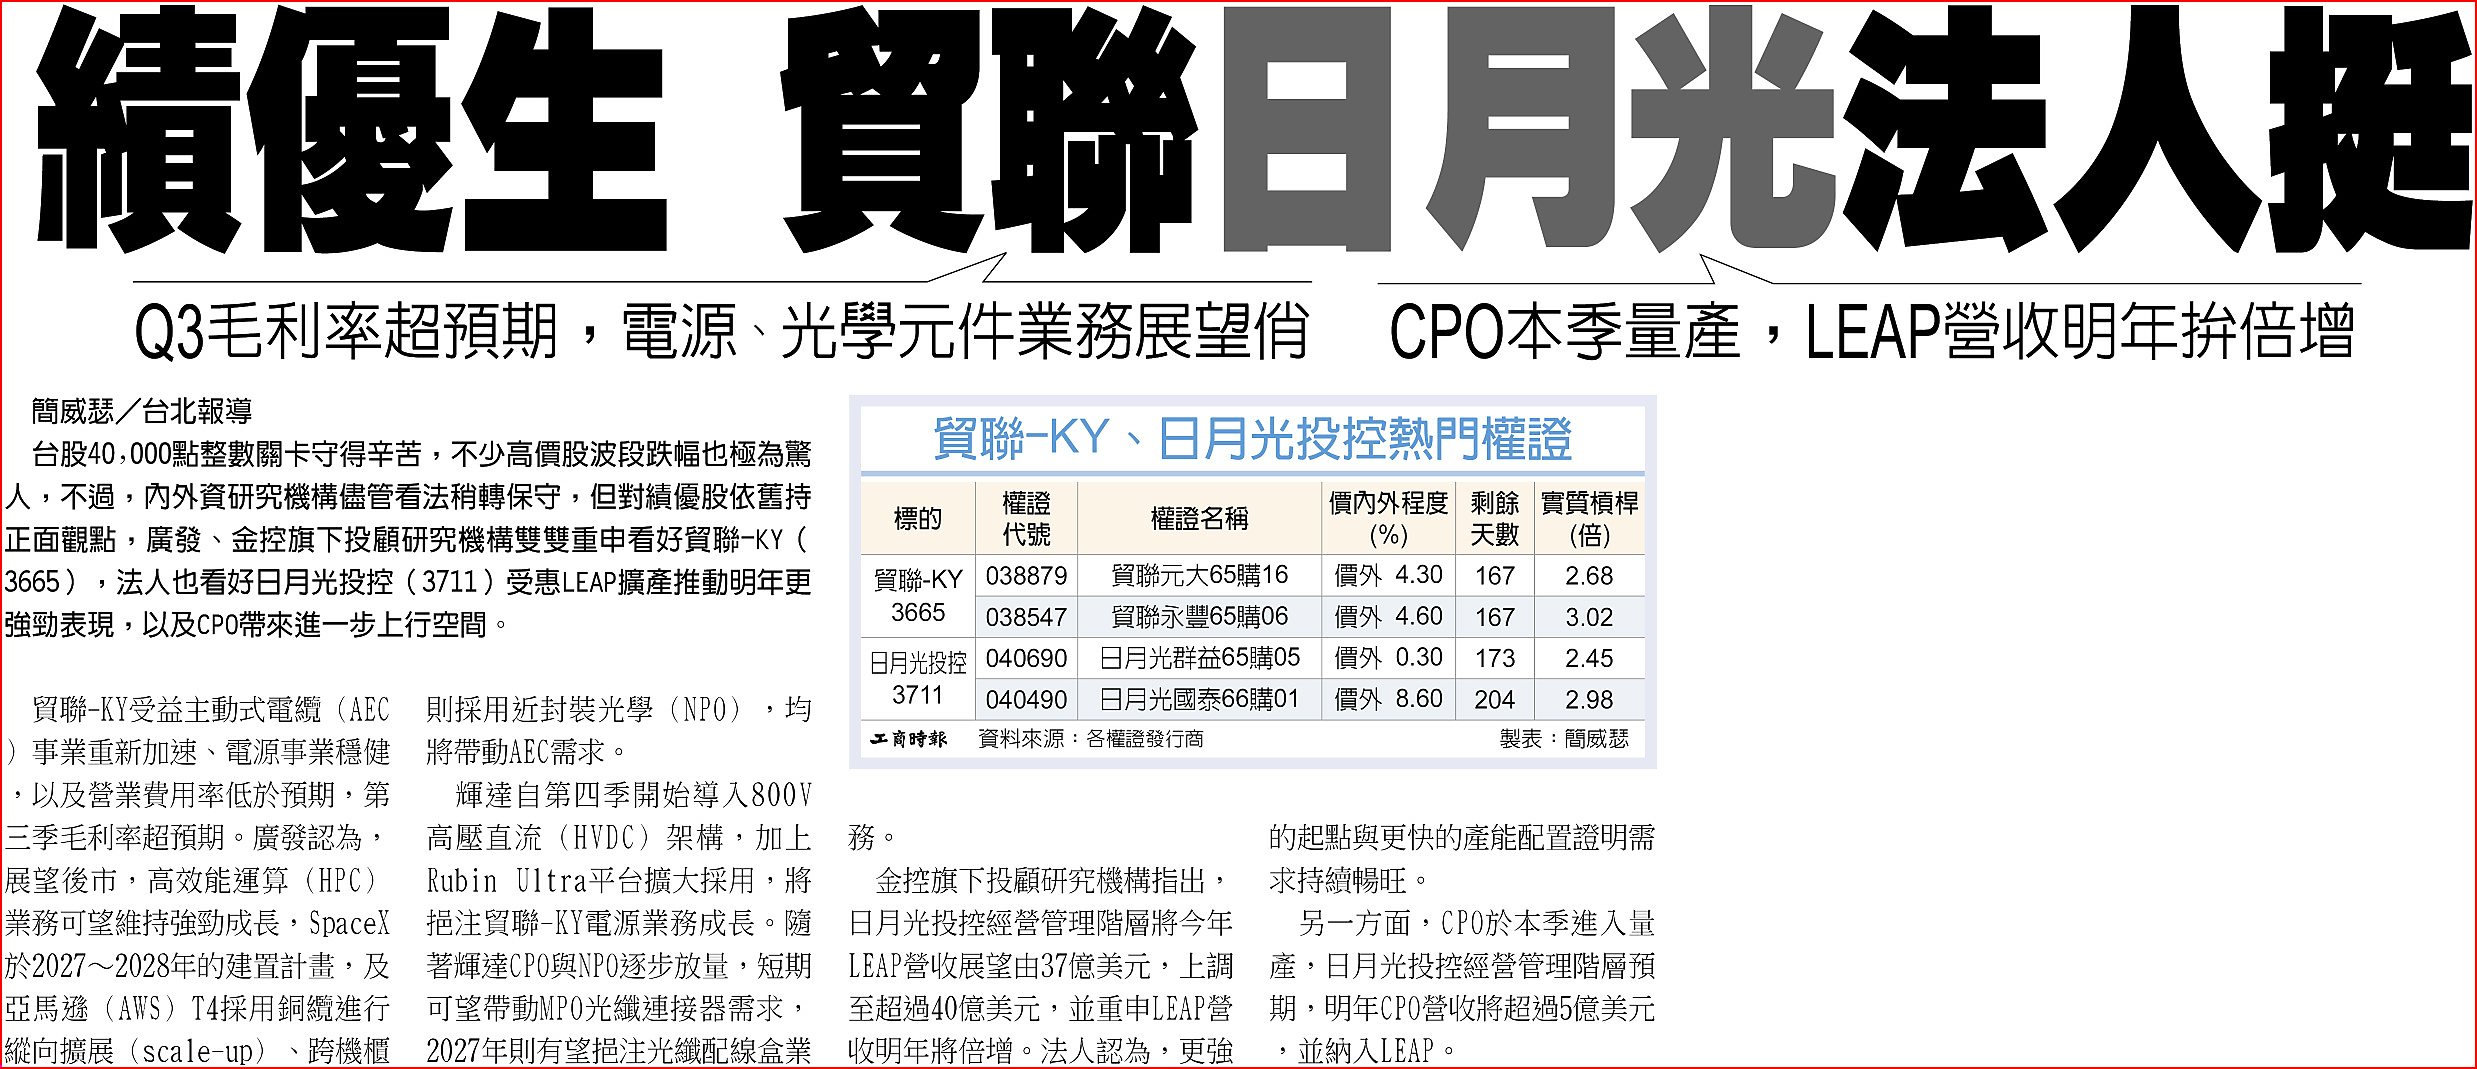 績優生 貿聯日月光法人挺
Q3毛利率超預期，電源、光學元件業務展望俏
CPO本季量產，LEAP營收明年拚倍增
簡威瑟／台北報導
台股40,000點整數關卡守得辛苦，不少高價股波段跌幅也極為驚
人，不過，內外資研究機構儘管看法稍轉保守，但對績優股依舊持
正面觀點，廣發、金控旗下投顧研究機構雙雙重申看好貿聯-KY（
3665），法人也看好日月光投控（3711）受惠LEAP擴產推動明年更
強勁表現，以及CPO帶來進一步上行空間。
貿聯-KY受益主動式電纜（AEC
）事業重新加速、電源事業穩健
，以及營業費用率低於預期，第
三季毛利率超預期。廣發認為，
展望後市，高效能運算（HPC）
業務可望維持強勁成長，SpaceX
於2027～2028年的建置計畫，及
亞馬遜（AWS）T4採用銅纜進行
縱向擴展（scale-up）、跨機櫃
則採用近封裝光學（NPO），均
將帶動AEC需求。
輝達自第四季開始導入800V
高壓直流（HVDC）架構，加上
Rubin Ultra平台擴大採用，將
挹注貿聯-KY電源業務成長。隨
著輝達CPO與NPO逐步放量，短期
可望帶動MPO光纖連接器需求，
2027年則有望挹注光纖配線盒業
務。
金控旗下投顧研究機構指出，
日月光投控經營管理階層將今年
LEAP營收展望由37億美元，上調
至超過40億美元，並重申LEAP營
收明年將倍增。法人認為，更強
的起點與更快的產能配置證明需
求持續暢旺。
另一方面，CPO於本季進入量
產，日月光投控經營管理階層預
期，明年CPO營收將超過5億美元
，並納入LEAP。
貿聯-KY、日月光投控熱門權證
標的 權證代號 權證名稱 價內外程度(%) 剩餘天數 實質槓桿(倍)
貿聯-KY 3665 038879 貿聯元大65購16 價外 4.30 167 2.68
038547 貿聯永豐65購06 價外 4.60 167 3.02
日月光投控 3711 040690 日月光群益65購05 價外 0.30 173 2.45
040490 日月光國泰66購01 價外 8.60 204 2.98
工商時報 資料來源：各權證發行商 製表：簡威瑟